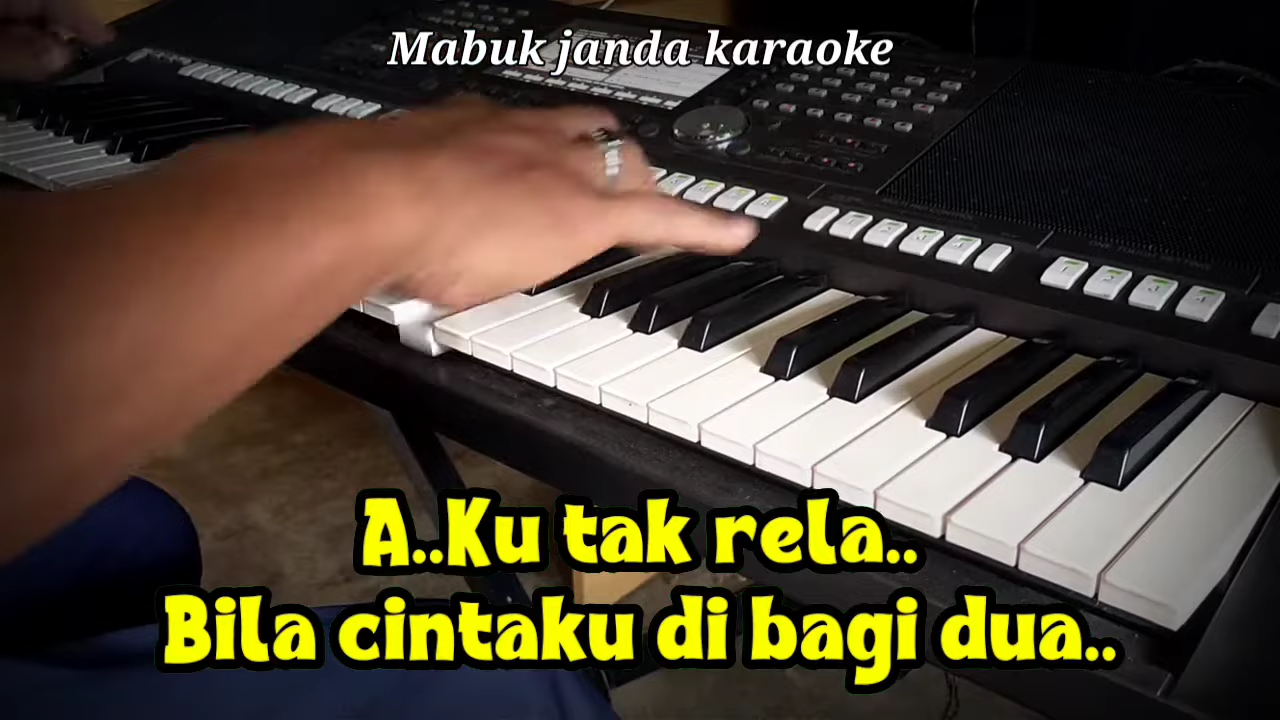 Mabuk janda karaoke
A..Ku tak rela..
Bila cintaku di bagi dua..